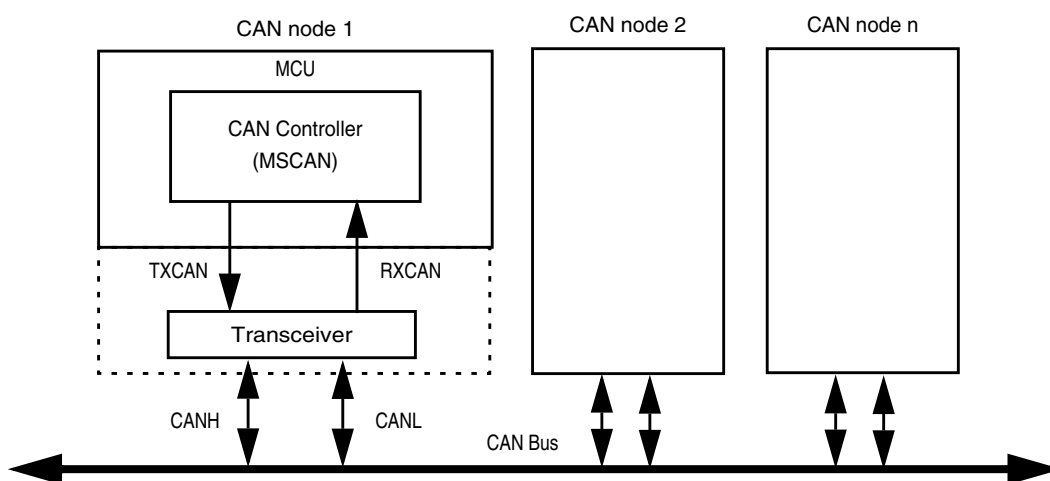 CAN node 1
CAN node 2
CAN node n
MCU
CAN Controller
(MSCAN)
TXCAN
RXCAN
Transceiver
CANH
CANL
CAN Bus